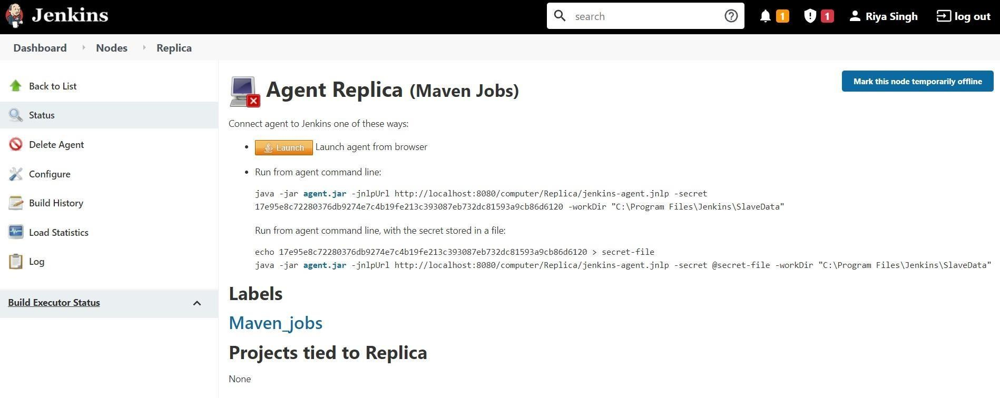 Jenkins
search
1
1
Riya Singh
log out
Dashboard
Nodes
Replica
Back to List
Status
Delete Agent
Configure
Build History
Load Statistics
Log
Build Executor Status
Agent Replica (Maven Jobs)
Mark this node temporarily offline
Connect agent to Jenkins one of these ways:
Launch Launch agent from browser
Run from agent command line:
java -jar agent.jar -jnlpUrl http://localhost:8080/computer/Replica/jenkins-agent.jnlp -secret
17e95e8c72280376db9274e7c4b19fe213c393087eb732dc81593a9cb86d6120 -workDir "C:\Program Files\Jenkins\SlaveData"
Run from agent command line, with the secret stored in a file:
echo 17e95e8c72280376db9274e7c4b19fe213c393087eb732dc81593a9cb86d6120 > secret-file
java -jar agent.jar -jnlpUrl http://localhost:8080/computer/Replica/jenkins-agent.jnlp -secret @secret-file -workDir "C:\Program Files\Jenkins\SlaveData"
Labels
Maven_jobs
Projects tied to Replica
None